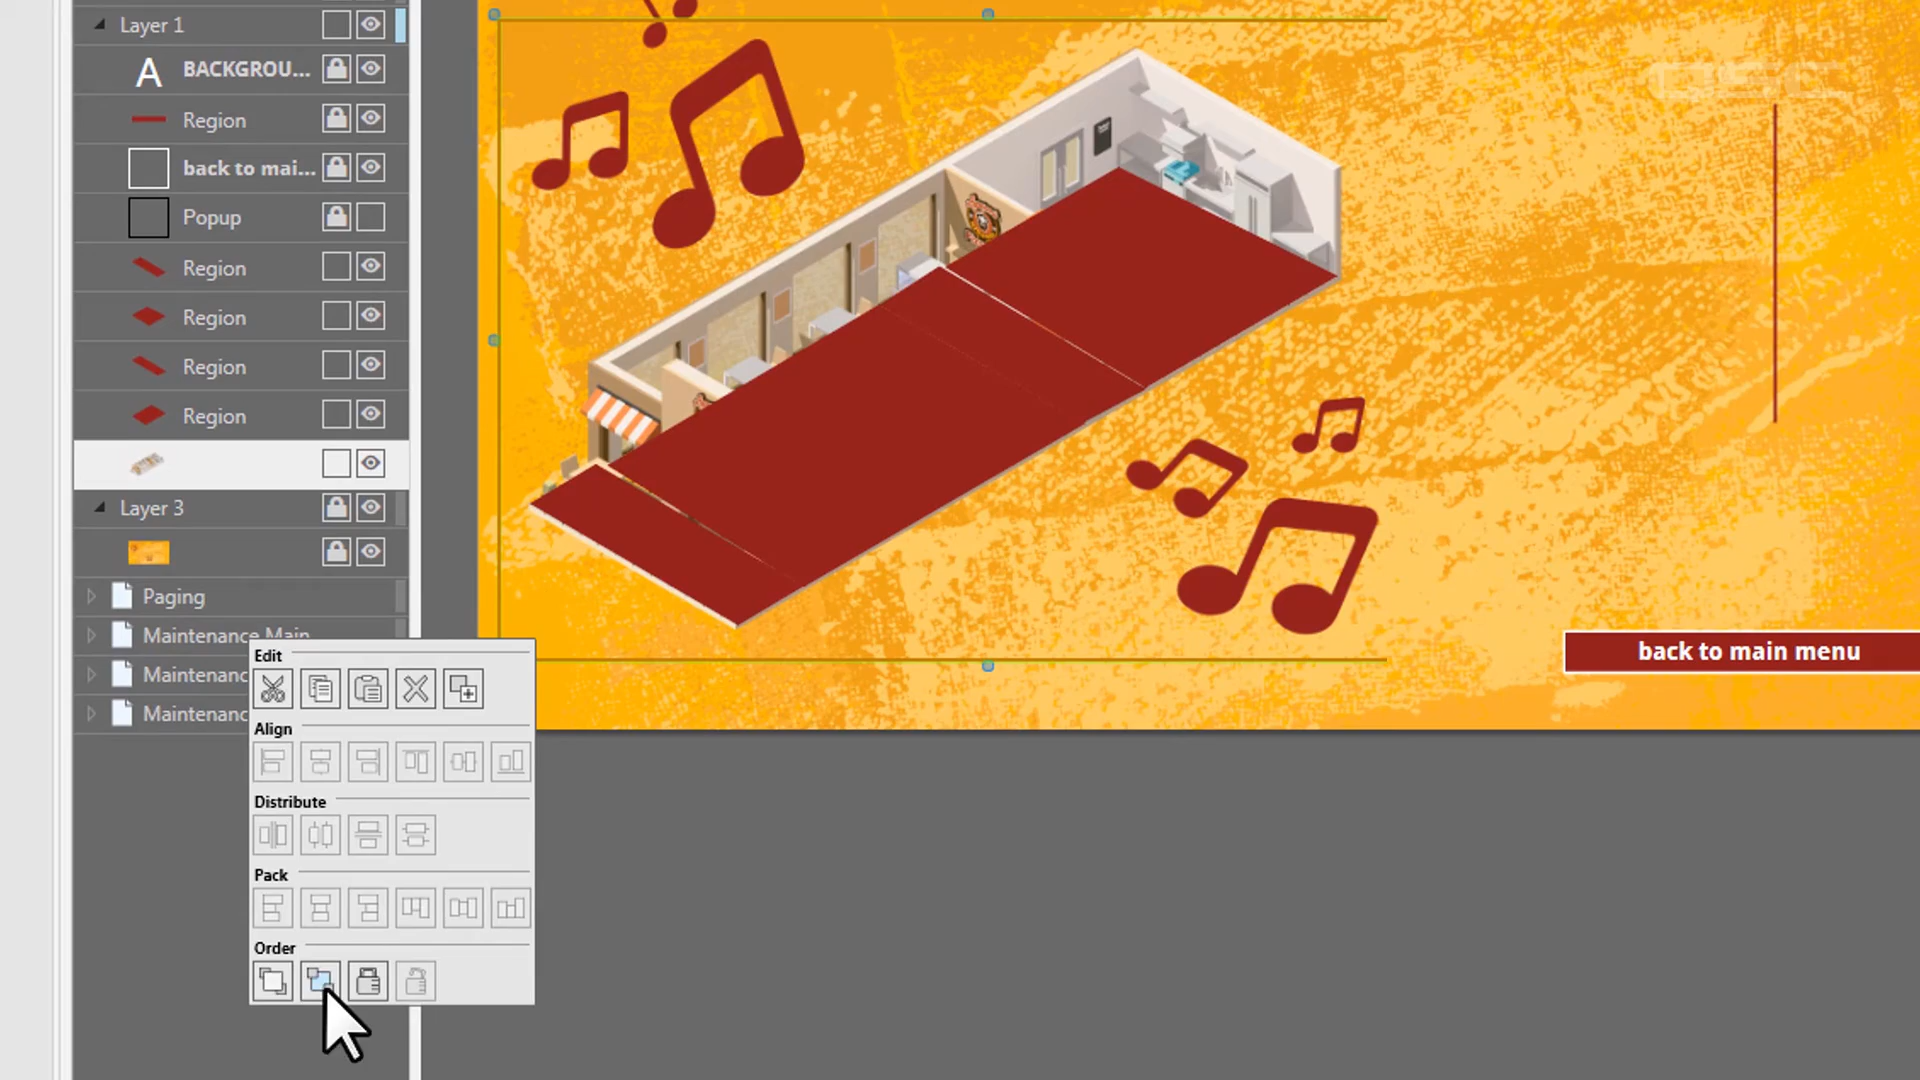 Layer 1
A
BACKGROU...
Region
back to mai...
Popup
Region
Region
Region
Region
Layer 3
Paging
Maintenance Main
Maintenanc
Maintenanc
Edit
Align
Distribute
Pack
Order
back to main menu
QSC